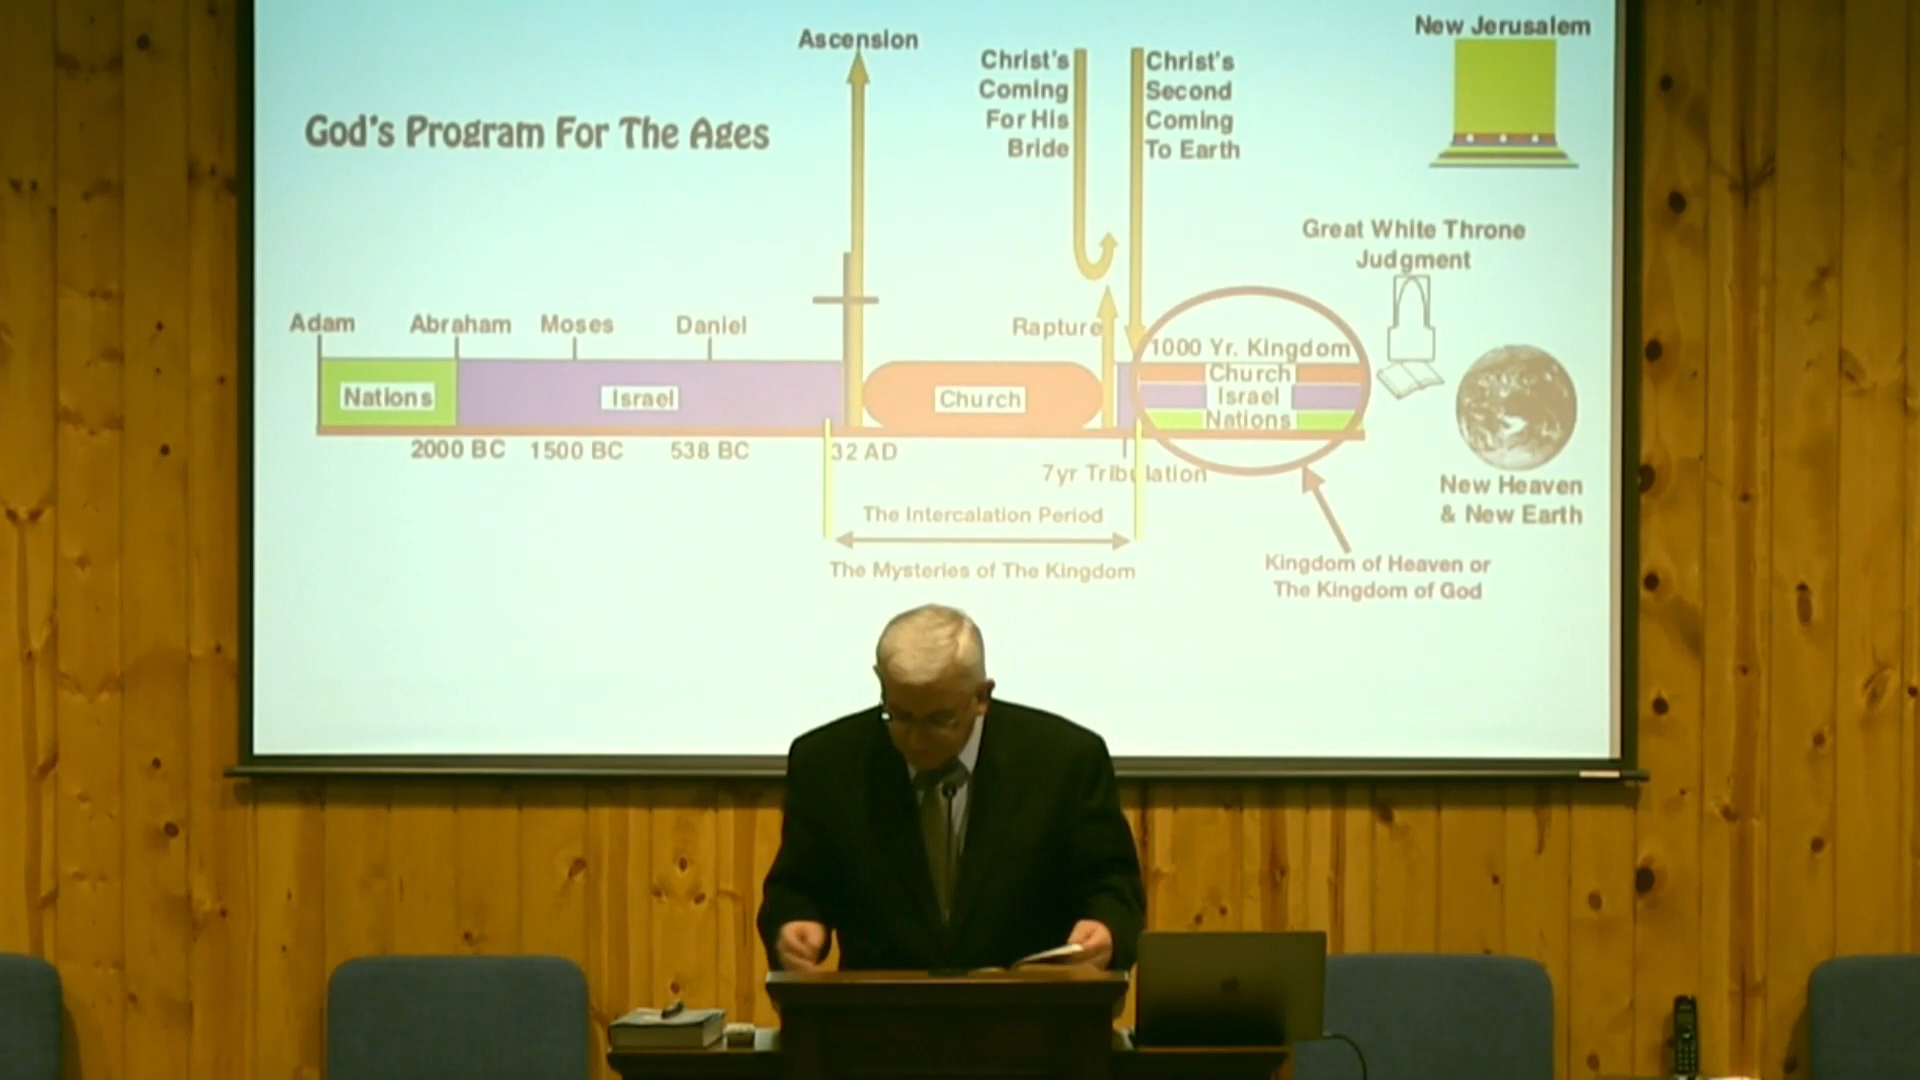 New Jerusalem
Ascension
Christ's
Coming
For His
Bride
Christ's
Second
Coming
To Earth
God's Program For The Ages
Great White Throne
Judgment
Adam
Abraham
Moses
Daniel
Rapture
1000 Yr. Kingdom
Church
Israel
Nations
Nations
Israel
Church
2000 BC
1500 BC
538 BC
32 AD
7yr Tribulation
New Heaven
& New Earth
The Intercalation Period
The Mysteries of The Kingdom
Kingdom of Heaven or
The Kingdom of God